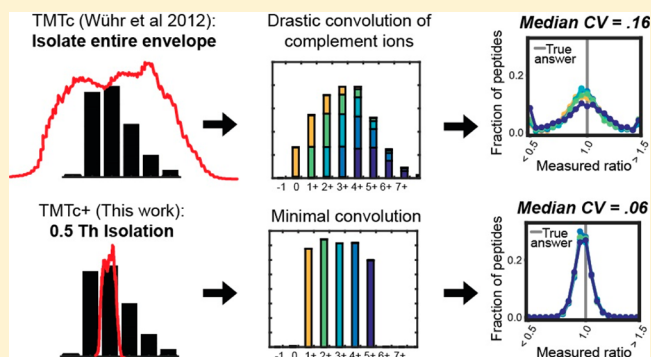 TMTc (Wühr et al 2012):
Isolate entire envelope
Drastic convolution of
complement ions
Median CV = .16
True
answer
Fraction of peptides
0.2
0.0
< 0.5
1.0
> 1.5
Measured ratio
-1 0 1+ 2+ 3+ 4+ 5+ 6+ 7+
TMTc+ (This work):
0.5 Th Isolation
Minimal convolution
Median CV = .06
True
answer
Fraction of peptides
0.2
0.0
< 0.5
1.0
> 1.5
Measured ratio
-1 0 1+ 2+ 3+ 4+ 5+ 6+ 7+